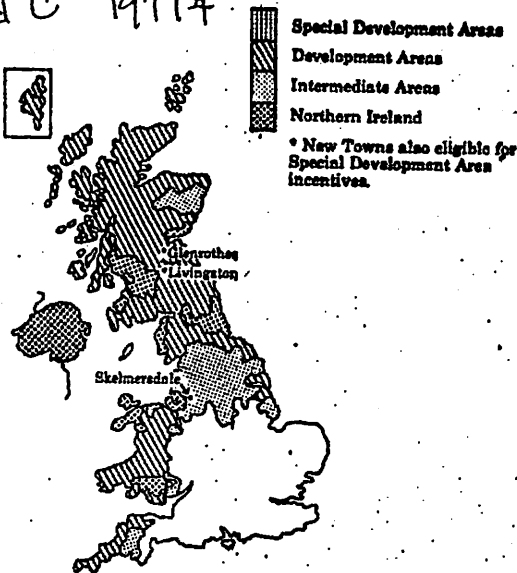 Special Development Areas
Development Areas
Intermediate Areas
Northern Ireland
* New Towns also eligible for
Special Development Area
incentives.
*Glenrothes
*Livingston
Skelmersdale